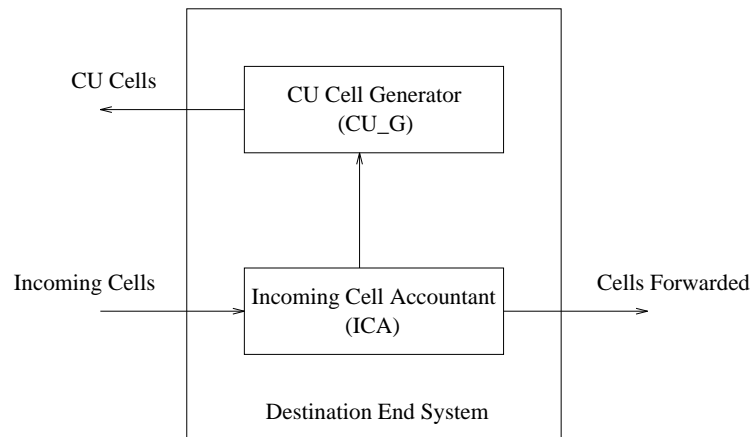 CU Cells
CU Cell Generator
(CU_G)
Incoming Cells
Incoming Cell Accountant
(ICA)
Cells Forwarded
Destination End System